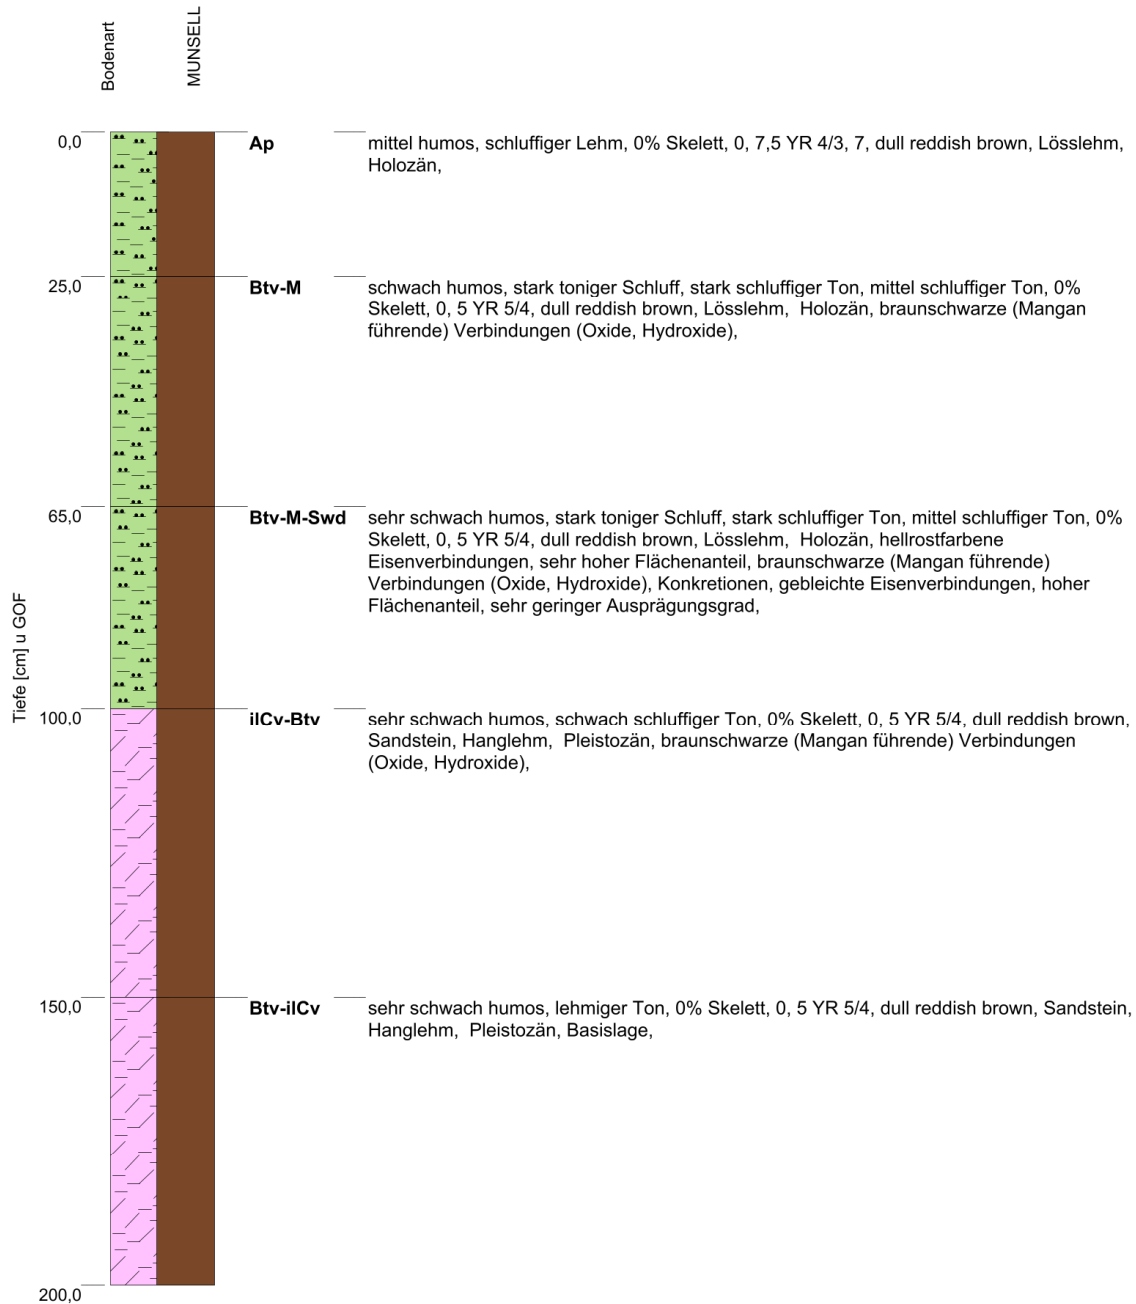 Bodenart
MUNSELL
Tiefe [cm] u GOF
0,0
Ap
mittel humos, schluffiger Lehm, 0% Skelett, 0, 7,5 YR 4/3, 7, dull reddish brown, Lösslehm,
Holozän,
25,0
Btv-M
schwach humos, stark toniger Schluff, stark schluffiger Ton, mittel schluffiger Ton, 0%
Skelett, 0, 5 YR 5/4, dull reddish brown, Lösslehm, Holozän, braunschwarze (Mangan
führende) Verbindungen (Oxide, Hydroxide),
65,0
Btv-M-Swd
sehr schwach humos, stark toniger Schluff, stark schluffiger Ton, mittel schluffiger Ton, 0%
Skelett, 0, 5 YR 5/4, dull reddish brown, Lösslehm, Holozän, hellrostfarbene
Eisenverbindungen, sehr hoher Flächenanteil, braunschwarze (Mangan führende)
Verbindungen (Oxide, Hydroxide), Konkretionen, gebleichte Eisenverbindungen, hoher
Flächenanteil, sehr geringer Ausprägungsgrad,
100,0
ilCv-Btv
sehr schwach humos, schwach schluffiger Ton, 0% Skelett, 0, 5 YR 5/4, dull reddish brown,
Sandstein, Hanglehm, Pleistozän, braunschwarze (Mangan führende) Verbindungen
(Oxide, Hydroxide),
150,0
Btv-ilCv
sehr schwach humos, lehmiger Ton, 0% Skelett, 0, 5 YR 5/4, dull reddish brown, Sandstein,
Hanglehm, Pleistozän, Basislage,
200,0